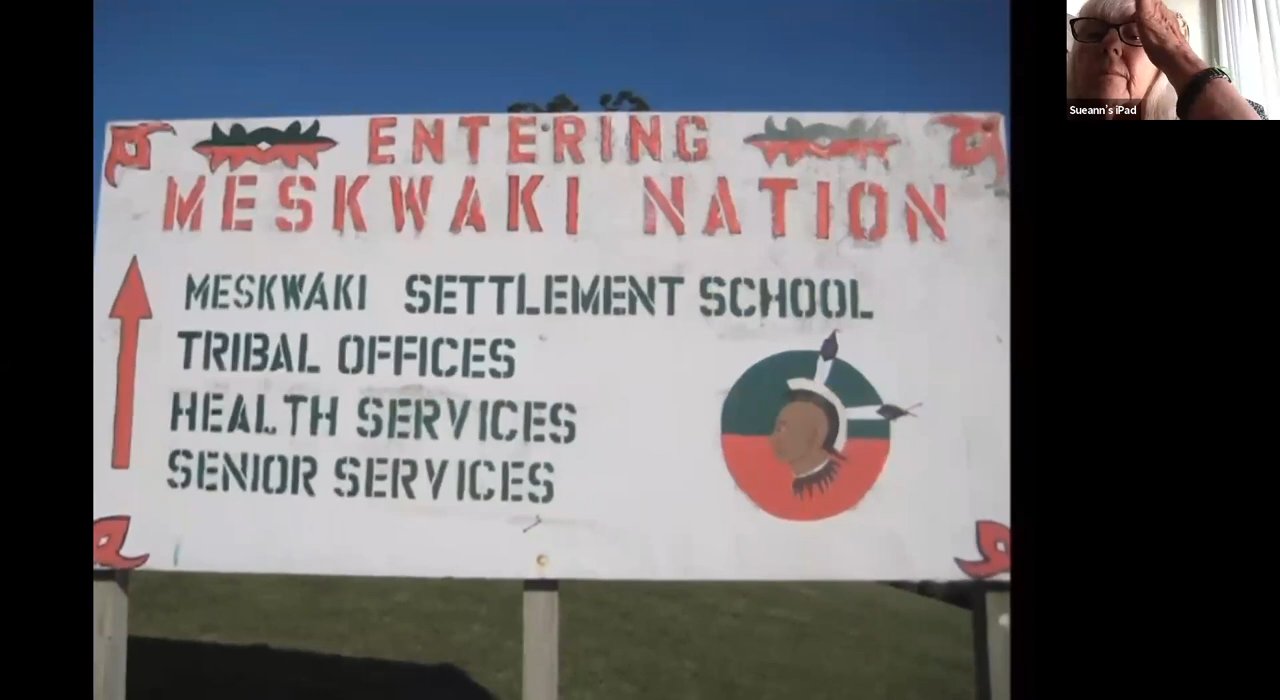 ENTERING
MESKWAKI NATION
MESKWAKI SETTLEMENT SCHOOL
TRIBAL OFFICES
HEALTH SERVICES
SENIOR SERVICES
Sueann's iPad